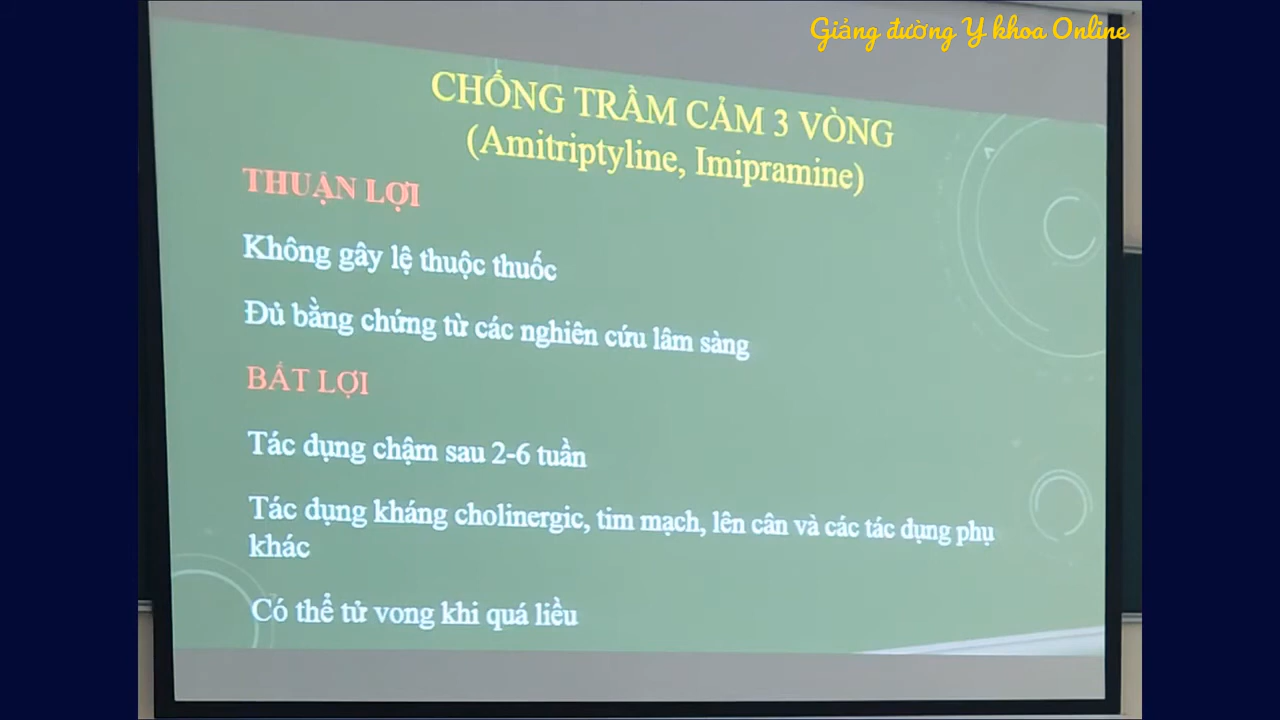 Giảng đường Y khoa Online
CHỐNG TRẦM CẢM 3 VÒNG
(Amitriptyline, Imipramine)
THUẬN LỢI
Không gây lệ thuộc thuốc
Đủ bằng chứng từ các nghiên cứu lâm sàng
BẤT LỢI
Tác dụng chậm sau 2-6 tuần
Tác dụng kháng cholinergic, tim mạch, lên cân và các tác dụng phụ
khác
Có thể tử vong khi quá liều